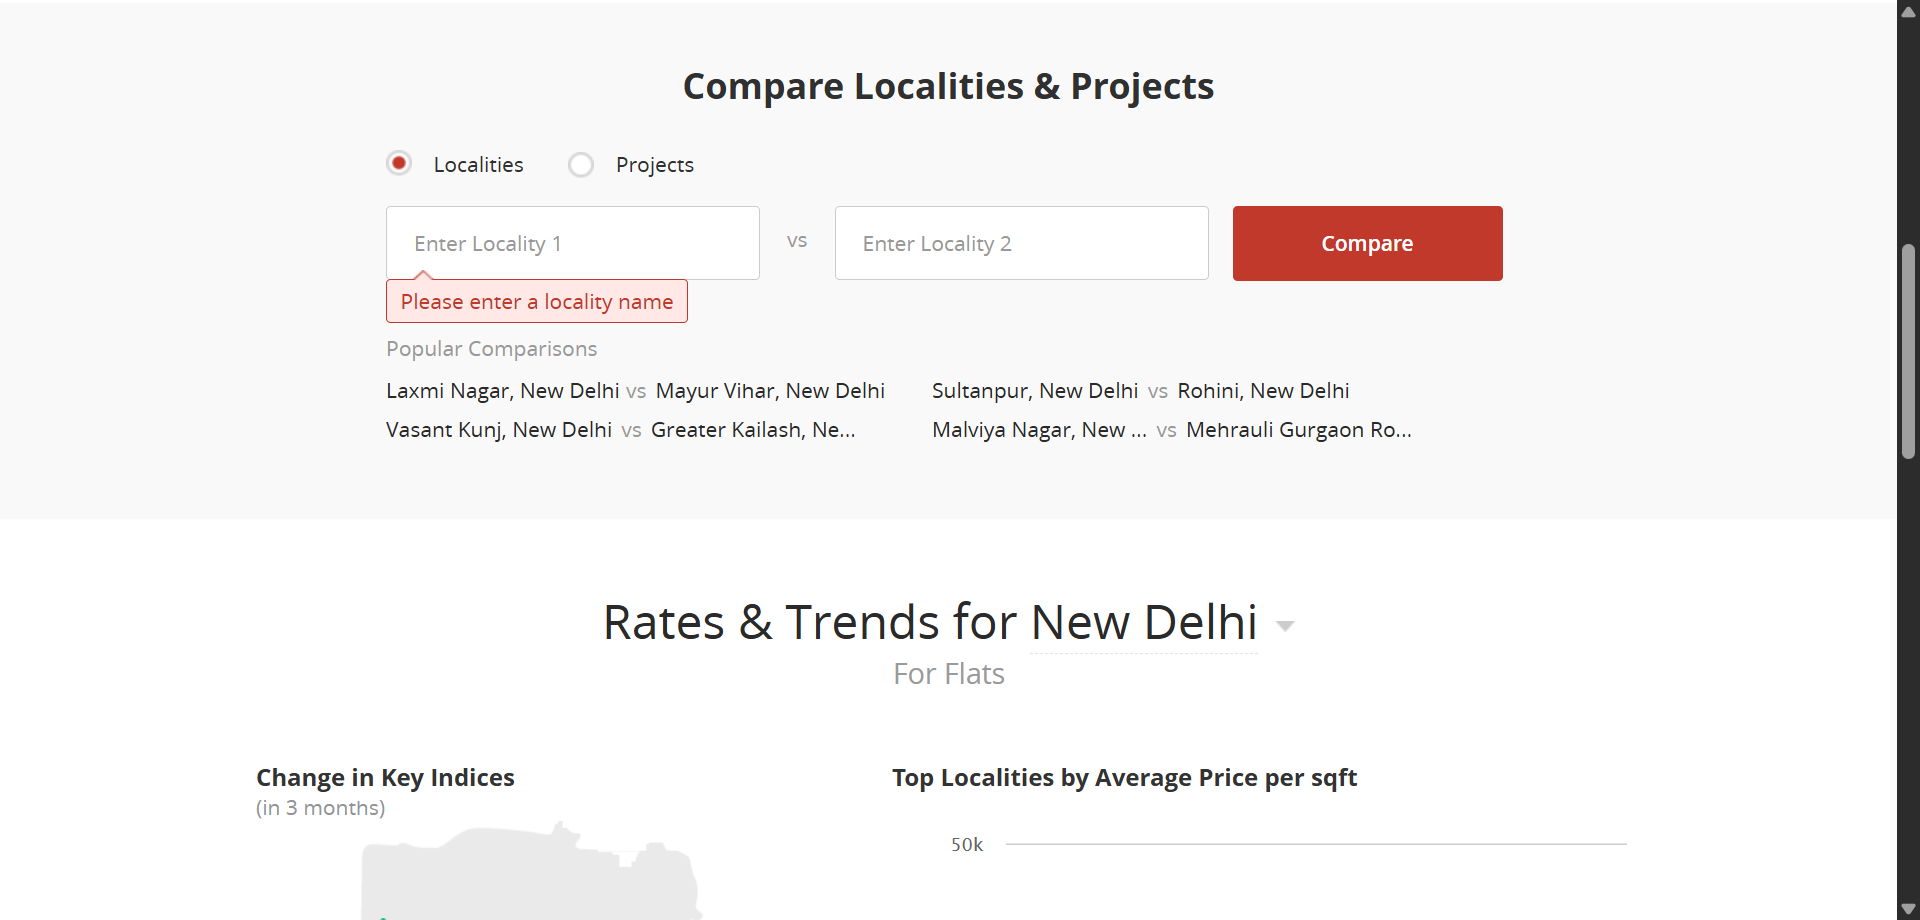 Compare Localities & Projects
Localities Projects
Enter Locality 1 vs Enter Locality 2 Compare
Please enter a locality name
Popular Comparisons
Laxmi Nagar, New Delhi vs Mayur Vihar, New Delhi Sultanpur, New Delhi vs Rohini, New Delhi
Vasant Kunj, New Delhi vs Greater Kailash, Ne... Malviya Nagar, New ... vs Mehrauli Gurgaon Ro...
Rates & Trends for New Delhi
For Flats
Change in Key Indices
(in 3 months)
Top Localities by Average Price per sqft
50k